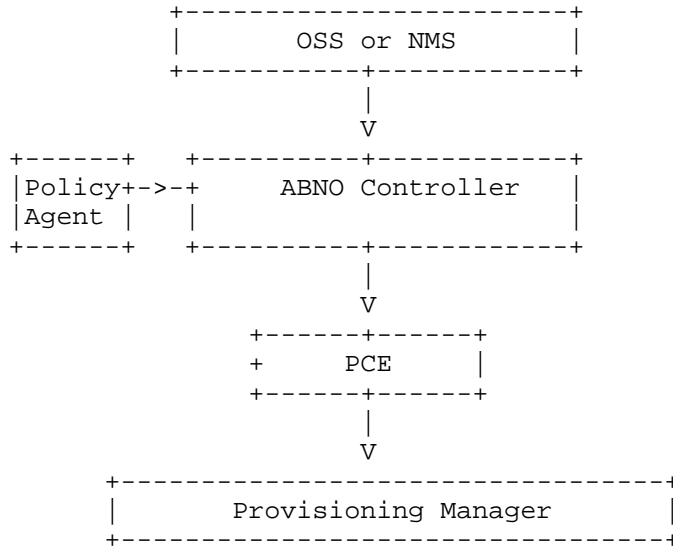 OSS or NMS
V
Policy ABNO Controller
Agent
V
PCE
V
Provisioning Manager